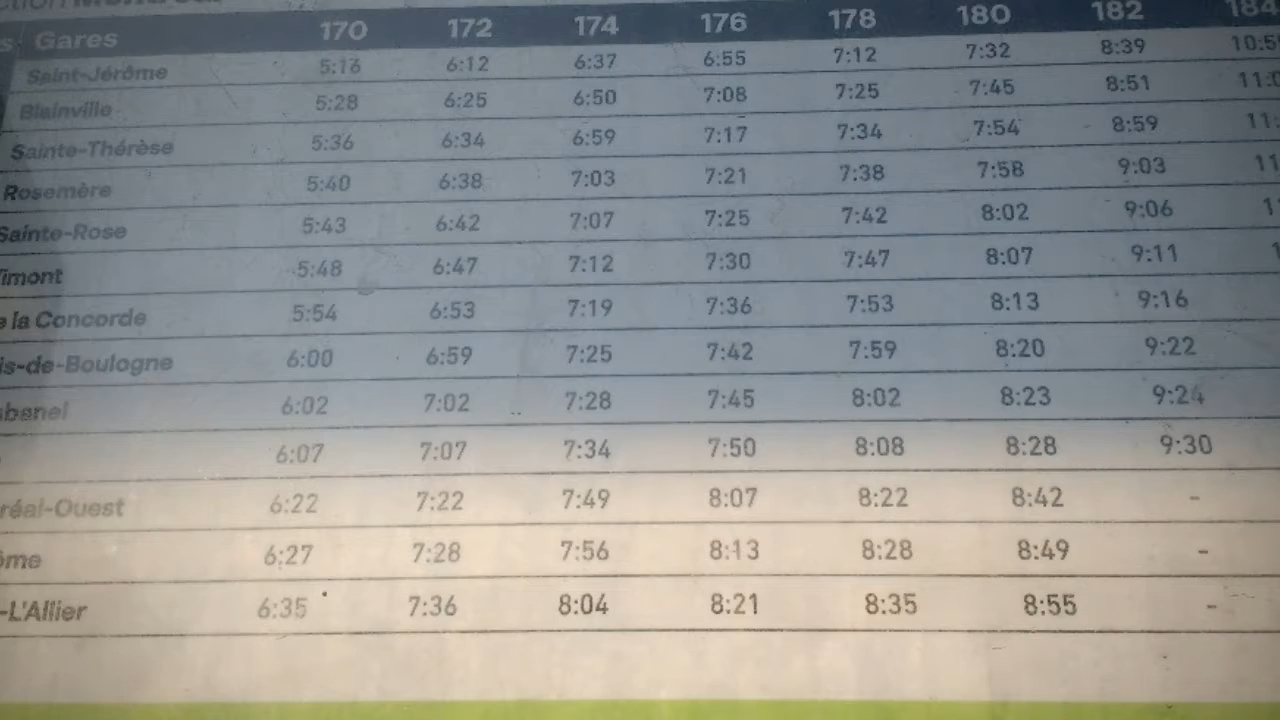 Gares 170 172 174 176 178 180 182 184
Saint-Jérôme 5:16 6:12 6:37 6:55 7:12 7:32 8:39
Blainville 5:28 6:25 6:50 7:08 7:25 7:45 8:51
Sainte-Thérèse 5:36 6:34 6:59 7:17 7:34 7:54 8:59
Rosemère 5:40 6:38 7:03 7:21 7:38 7:58 9:03
Sainte-Rose 5:43 6:42 7:07 7:25 7:42 8:02 9:06
imont 5:48 6:47 7:12 7:30 7:47 8:07 9:11
la Concorde 5:54 6:53 7:19 7:36 7:53 8:13 9:16
is-de-Boulogne 6:00 6:59 7:25 7:42 7:59 8:20 9:22
abanel 6:02 7:02 7:28 7:45 8:02 8:23 9:24
6:07 7:07 7:34 7:50 8:08 8:28 9:30
réal-Ouest 6:22 7:22 7:49 8:07 8:22 8:42 -
ôme 6:27 7:28 7:56 8:13 8:28 8:49 -
-L'Allier 6:35 7:36 8:04 8:21 8:35 8:55 -